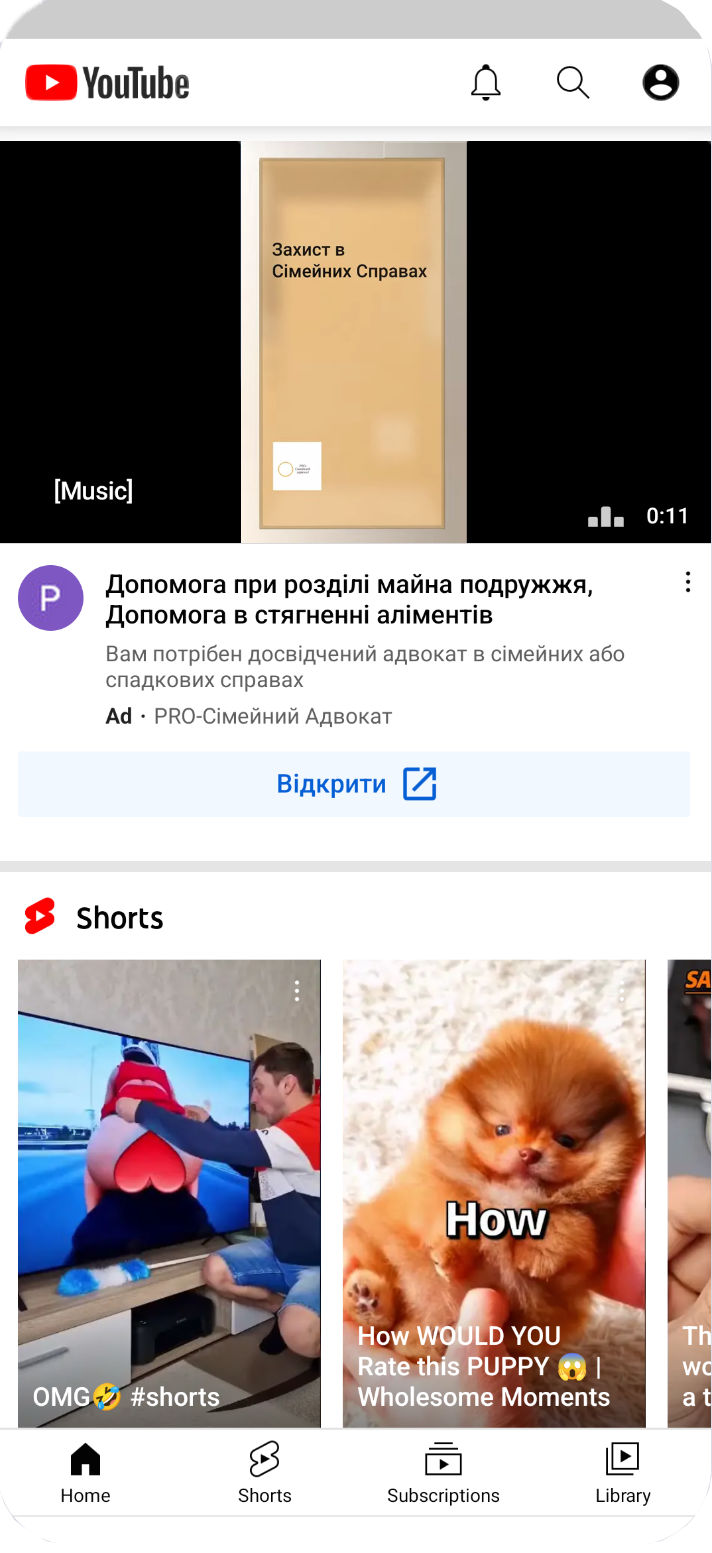 YouTube
Захист в
Сімейних Справах
[Music]
0:11
P
Допомога при розділі майна подружжя,
Допомога в стягненні аліментів
Вам потрібен досвідчений адвокат в сімейних або
спадкових справах
Ad · PRO-Сімейний Адвокат
Відкрити
Shorts
SA
How
OMG🤣 #shorts
How WOULD YOU
Rate this PUPPY 😱 |
Wholesome Moments
Th
wo
a t
Home
Shorts
Subscriptions
Library